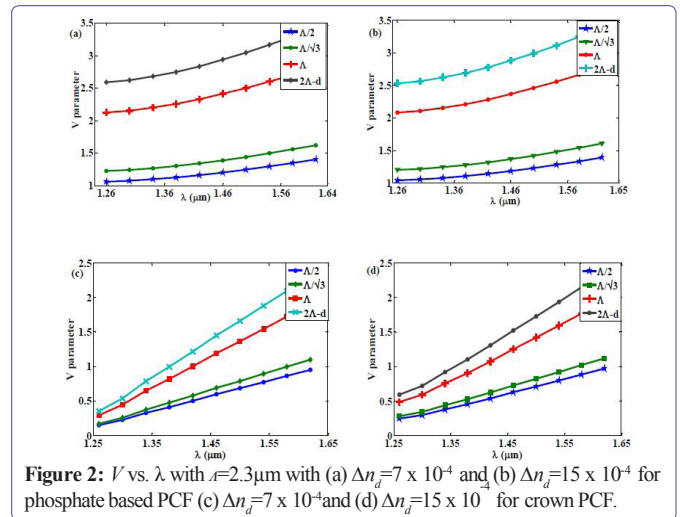 (a)
Λ/2
Λ/√3
Λ
2Λ-d
3.5
3
2.5
2
1.5
1
V parameter
1.26 1.36 1.46 1.56 1.64
λ (μm)
(b)
Λ/2
Λ/√3
Λ
2Λ-d
3.5
3
2.5
2
1.5
1
V parameter
1.26 1.36 1.46 1.56 1.65
λ (μm)
(c)
Λ/2
Λ/√3
Λ
2Λ-d
2.5
2
1.5
1
0.5
0
V parameter
1.25 1.35 1.45 1.54 1.65
λ (μm)
(d)
Λ/2
Λ/√3
Λ
2Λ-d
2.5
2
1.5
1
0.5
0
V parameter
1.25 1.35 1.45 1.55 1.65
λ (μm)
Figure 2: V vs. λ with Λ=2.3μm with (a) Δn_d=7 x 10⁻⁴ and (b) Δn_d=15 x 10⁻⁴ for
phosphate based PCF (c) Δn_d=7 x 10⁻⁴and (d) Δn_d=15 x 10⁻⁴ for crown PCF.